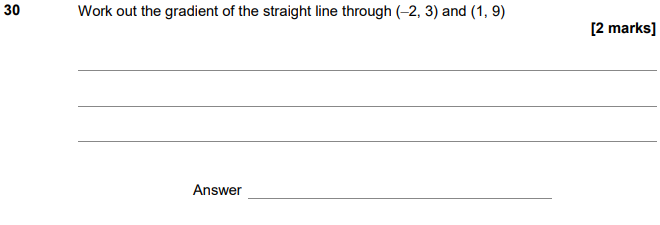 30 Work out the gradient of the straight line through (–2, 3) and (1, 9)
[2 marks]
Answer